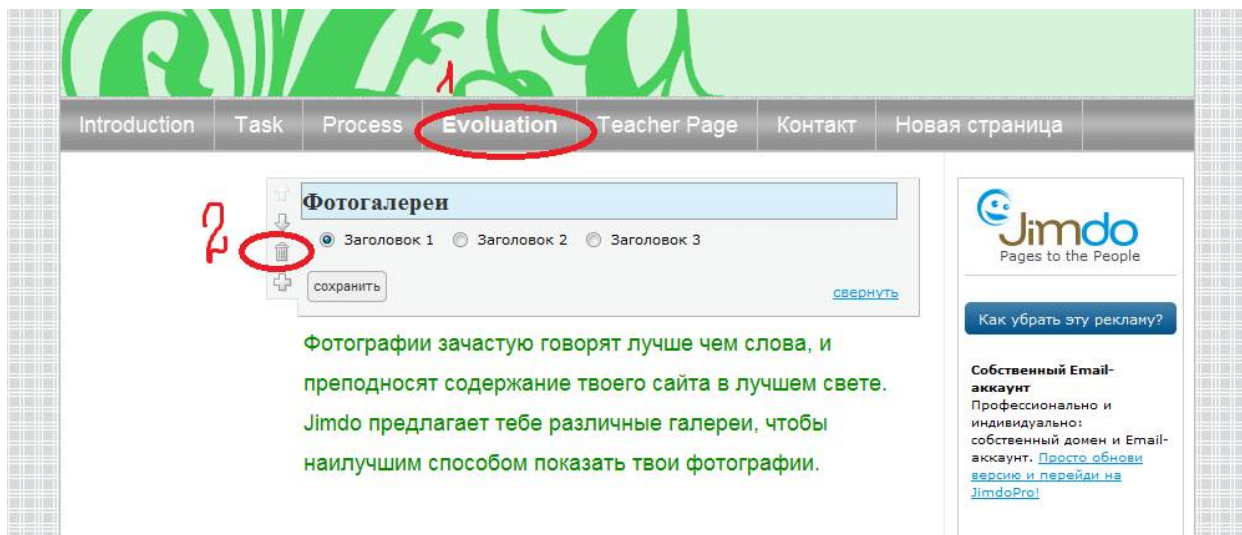 1
Introduction Task Process Evoluation Teacher Page Контакт Новая страница
2
Фотогалереи
Заголовок 1 Заголовок 2 Заголовок 3
сохранить
свернуть
Фотографии зачастую говорят лучше чем слова, и
преподносят содержание твоего сайта в лучшем свете.
Jimdo предлагает тебе различные галереи, чтобы
наилучшим способом показать твои фотографии.
Jimdo
Pages to the People
Как убрать эту рекламу?
Собственный Email-
аккаунт
Профессионально и
индивидуально:
собственный домен и Email-
аккаунт. Просто обнови
версию и перейди на
JimdoPro!